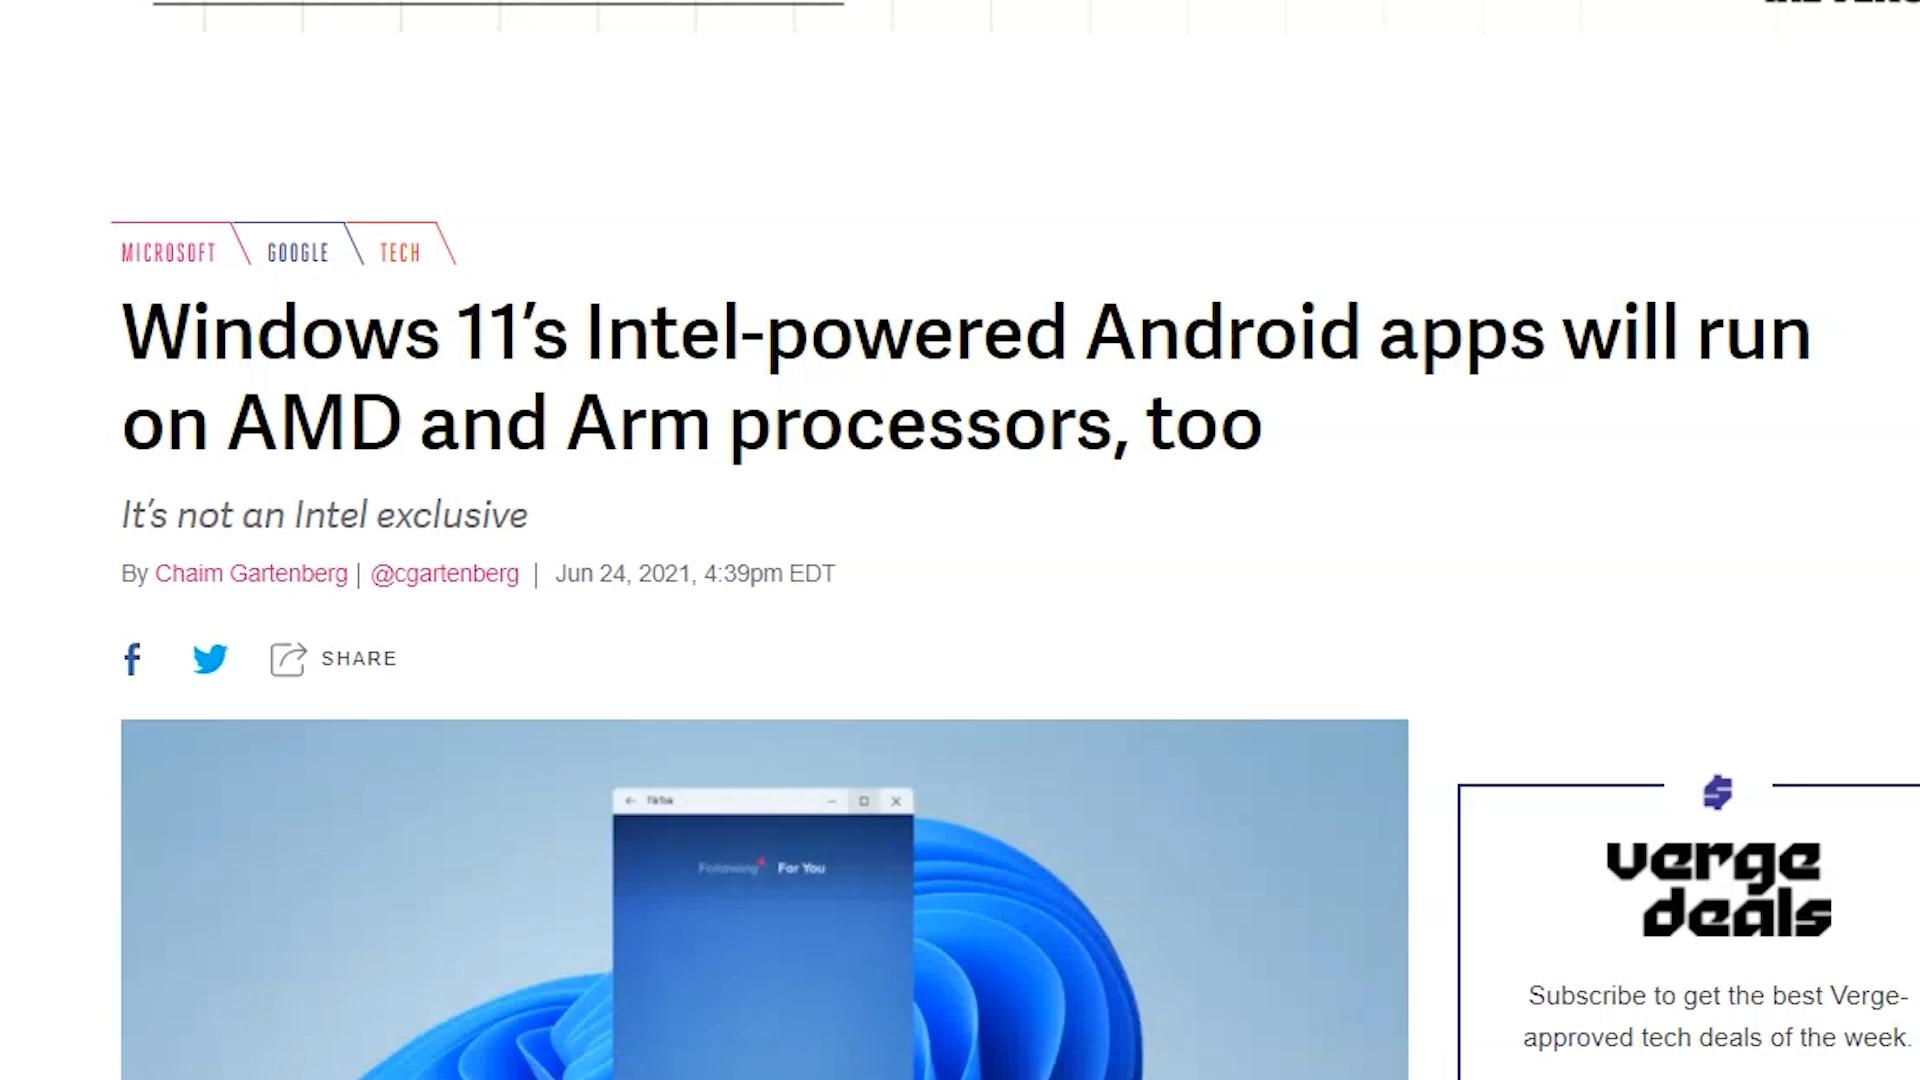 MICROSOFT GOOGLE TECH
Windows 11’s Intel-powered Android apps will run
on AMD and Arm processors, too
It’s not an Intel exclusive
By Chaim Gartenberg | @cgartenberg | Jun 24, 2021, 4:39pm EDT
SHARE
TikTok
Following For You
verge
deals
Subscribe to get the best Verge-
approved tech deals of the week.